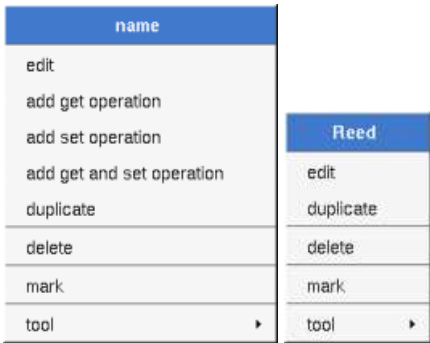 name
edit
add get operation
add set operation
add get and set operation
duplicate
delete
mark
tool
Reed
edit
duplicate
delete
mark
tool